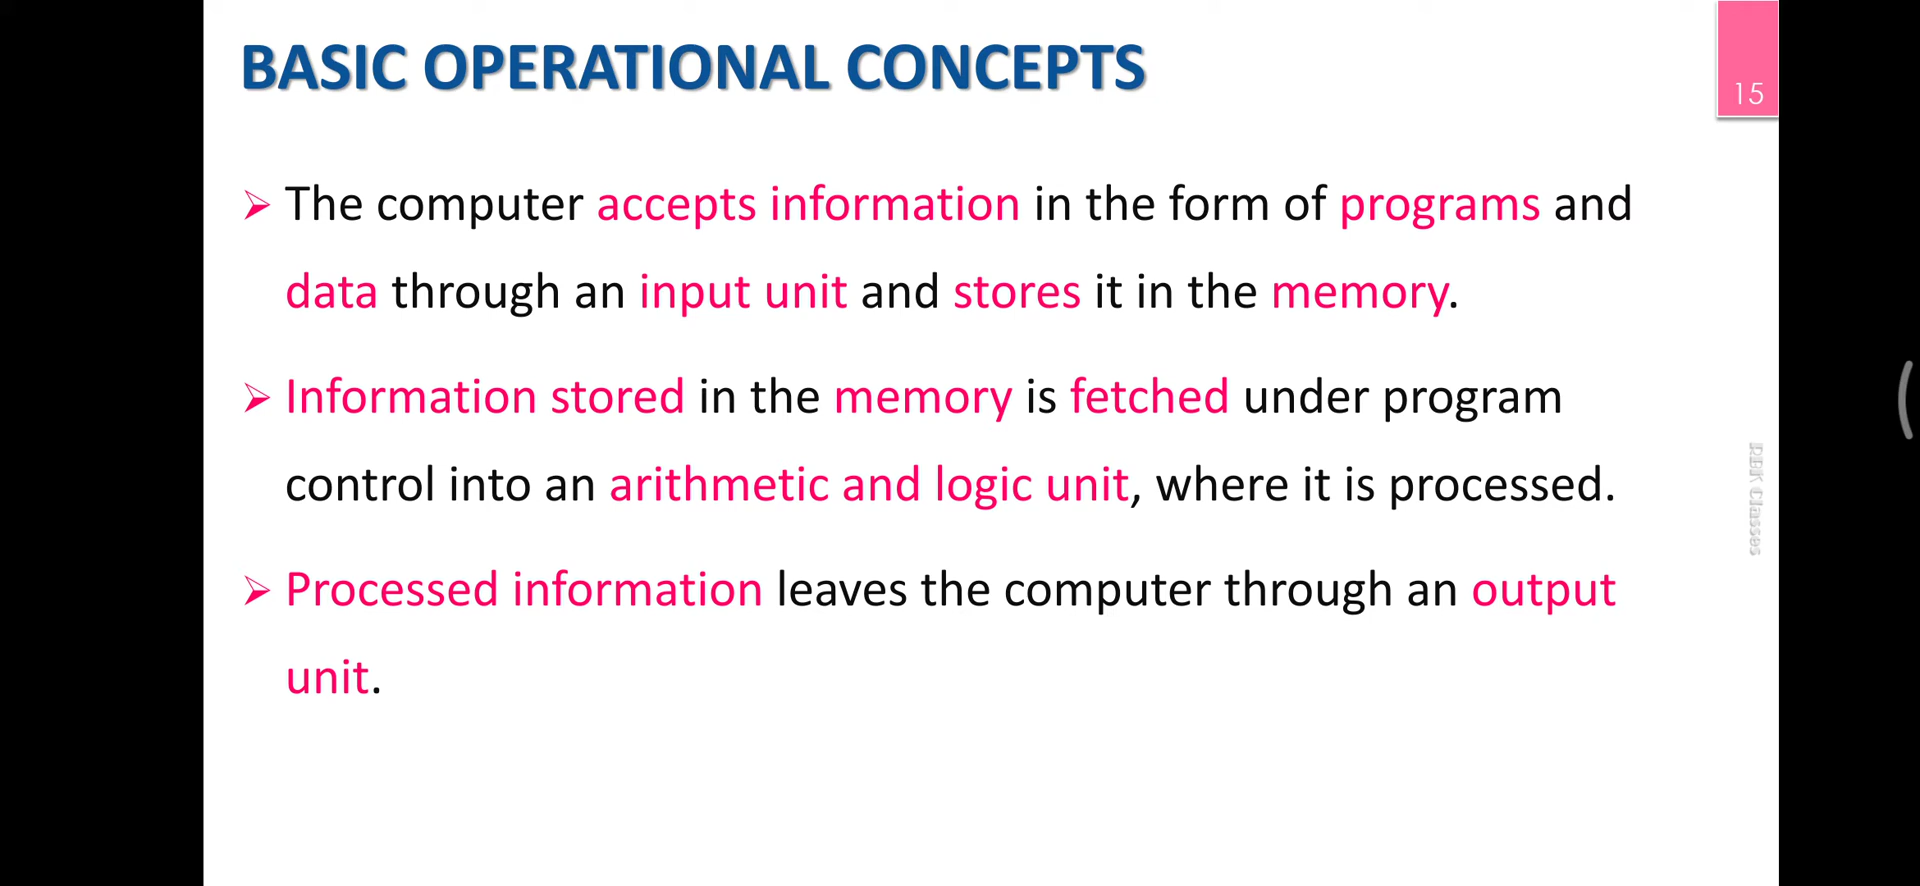 BASIC OPERATIONAL CONCEPTS
15
The computer accepts information in the form of programs and
data through an input unit and stores it in the memory.
Information stored in the memory is fetched under program
control into an arithmetic and logic unit, where it is processed.
Processed information leaves the computer through an output
unit.
RBK Classes